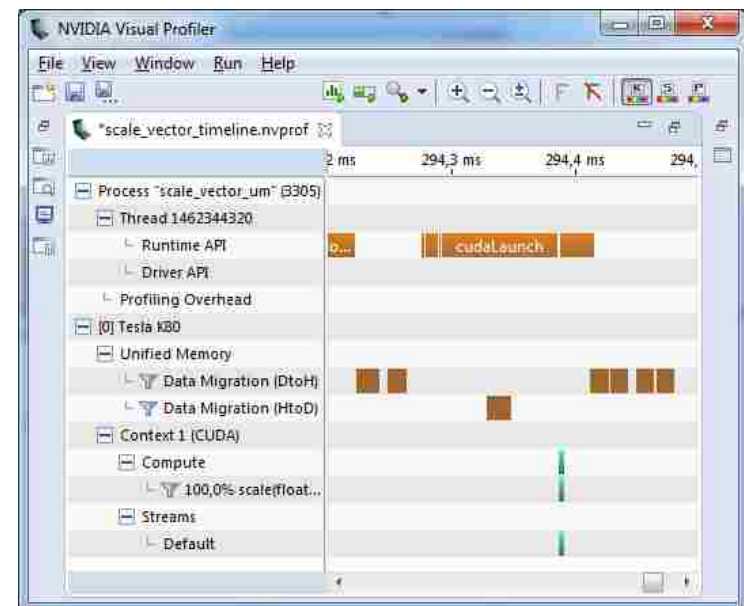 NVIDIA Visual Profiler
File View Window Run Help
*scale_vector_timeline.nvprof
2 ms 294,3 ms 294,4 ms 294,
Process "scale_vector_um" (3305)
Thread 1462344320
Runtime API
cudaLaunch
Driver API
Profiling Overhead
[0] Tesla K80
Unified Memory
Data Migration (DtoH)
Data Migration (HtoD)
Context 1 (CUDA)
Compute
100,0% scale(float...
Streams
Default